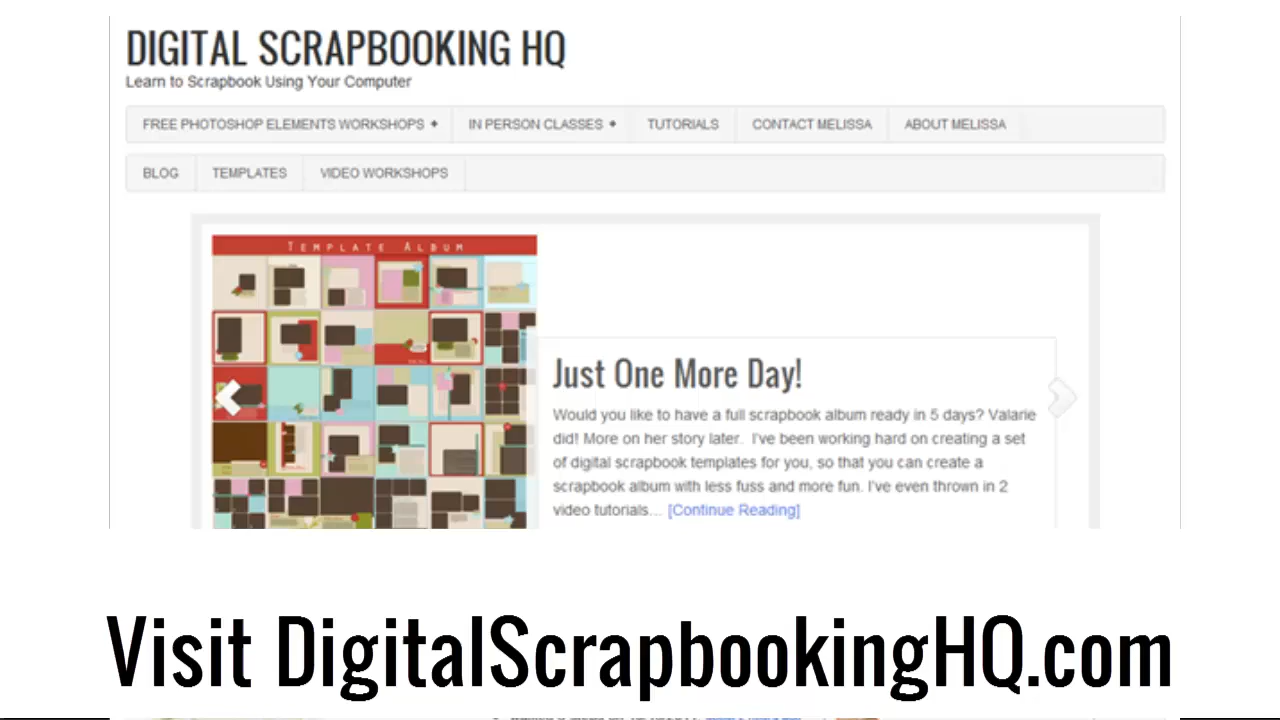 DIGITAL SCRAPBOOKING HQ
Learn to Scrapbook Using Your Computer
FREE PHOTOSHOP ELEMENTS WORKSHOPS IN PERSON CLASSES TUTORIALS CONTACT MELISSA ABOUT MELISSA
BLOG TEMPLATES VIDEO WORKSHOPS
TEMPLATE ALBUM
Just One More Day!
Would you like to have a full scrapbook album ready in 5 days? Valarie
did! More on her story later. I've been working hard on creating a set
of digital scrapbook templates for you, so that you can create a
scrapbook album with less fuss and more fun. I've even thrown in 2
video tutorials... [Continue Reading]
Visit DigitalScrapbookingHQ.com